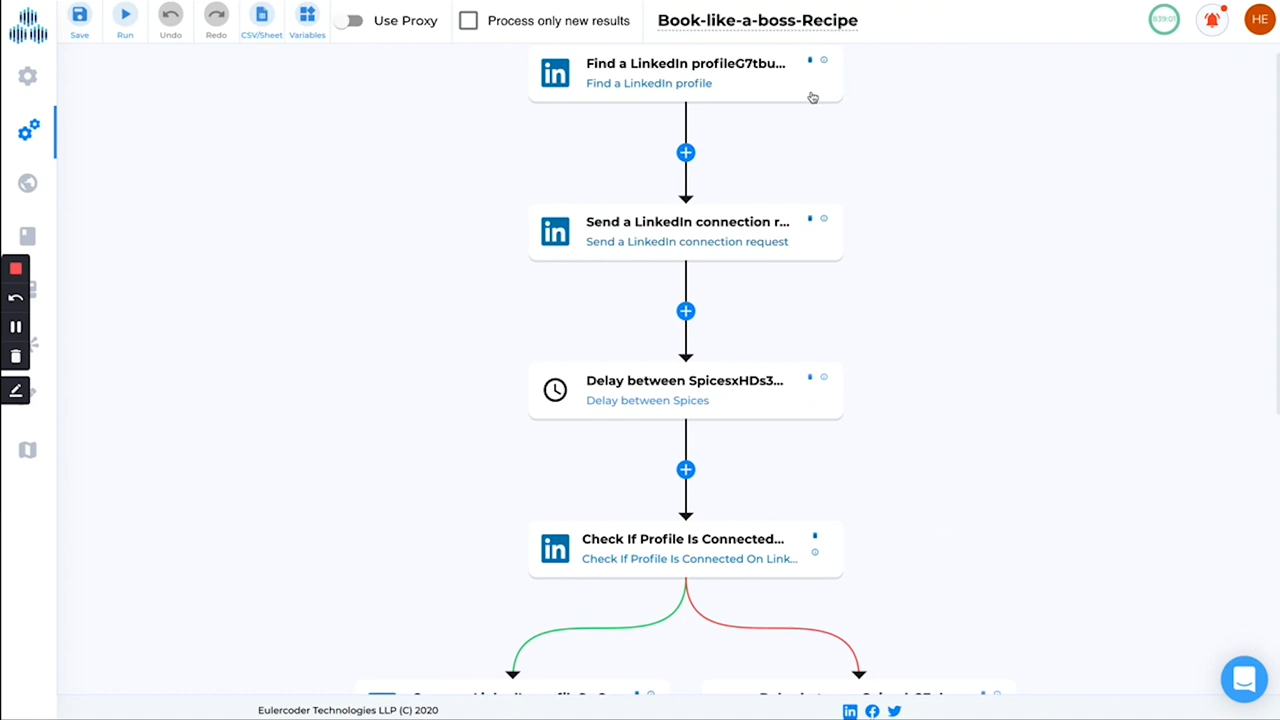 Save
Run
Undo
Redo
CSV/Sheet
Variables
Use Proxy
Process only new results
Book-like-a-boss-Recipe
839:01
HE
Find a LinkedIn profileG7tbu...
Find a LinkedIn profile
Send a LinkedIn connection r...
Send a LinkedIn connection request
Delay between SpicesxHDs3...
Delay between Spices
Check If Profile Is Connected...
Check If Profile Is Connected On Link...
Eulercoder Technologies LLP (C) 2020